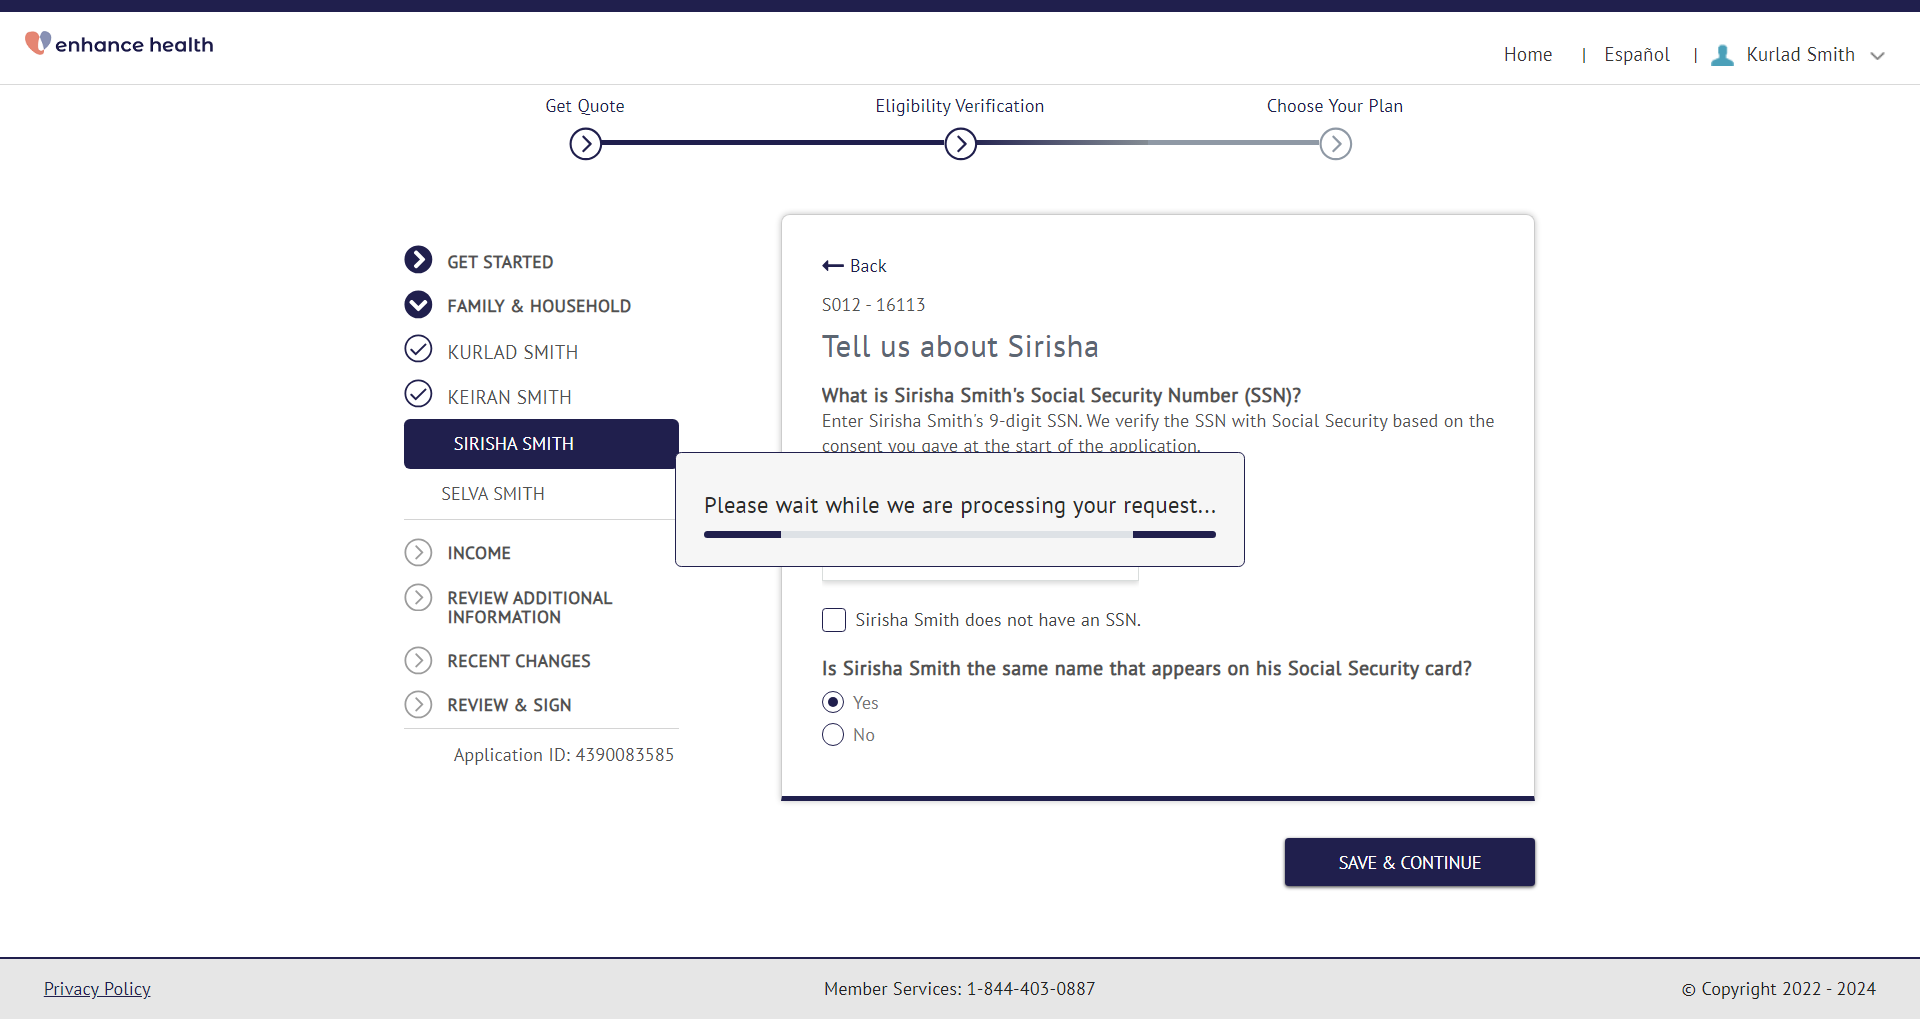 enhance health
Home | Español | Kurlad Smith
Get Quote
Eligibility Verification
Choose Your Plan
GET STARTED
FAMILY & HOUSEHOLD
KURLAD SMITH
KEIRAN SMITH
SIRISHA SMITH
SELVA SMITH
INCOME
REVIEW ADDITIONAL
INFORMATION
RECENT CHANGES
REVIEW & SIGN
Application ID: 4390083585
Back
S012 - 16113
Tell us about Sirisha
What is Sirisha Smith's Social Security Number (SSN)?
Enter Sirisha Smith's 9-digit SSN. We verify the SSN with Social Security based on the
consent you gave at the start of the application.
Please wait while we are processing your request...
Sirisha Smith does not have an SSN.
Is Sirisha Smith the same name that appears on his Social Security card?
Yes
No
SAVE & CONTINUE
Privacy Policy
Member Services: 1-844-403-0887
© Copyright 2022 - 2024